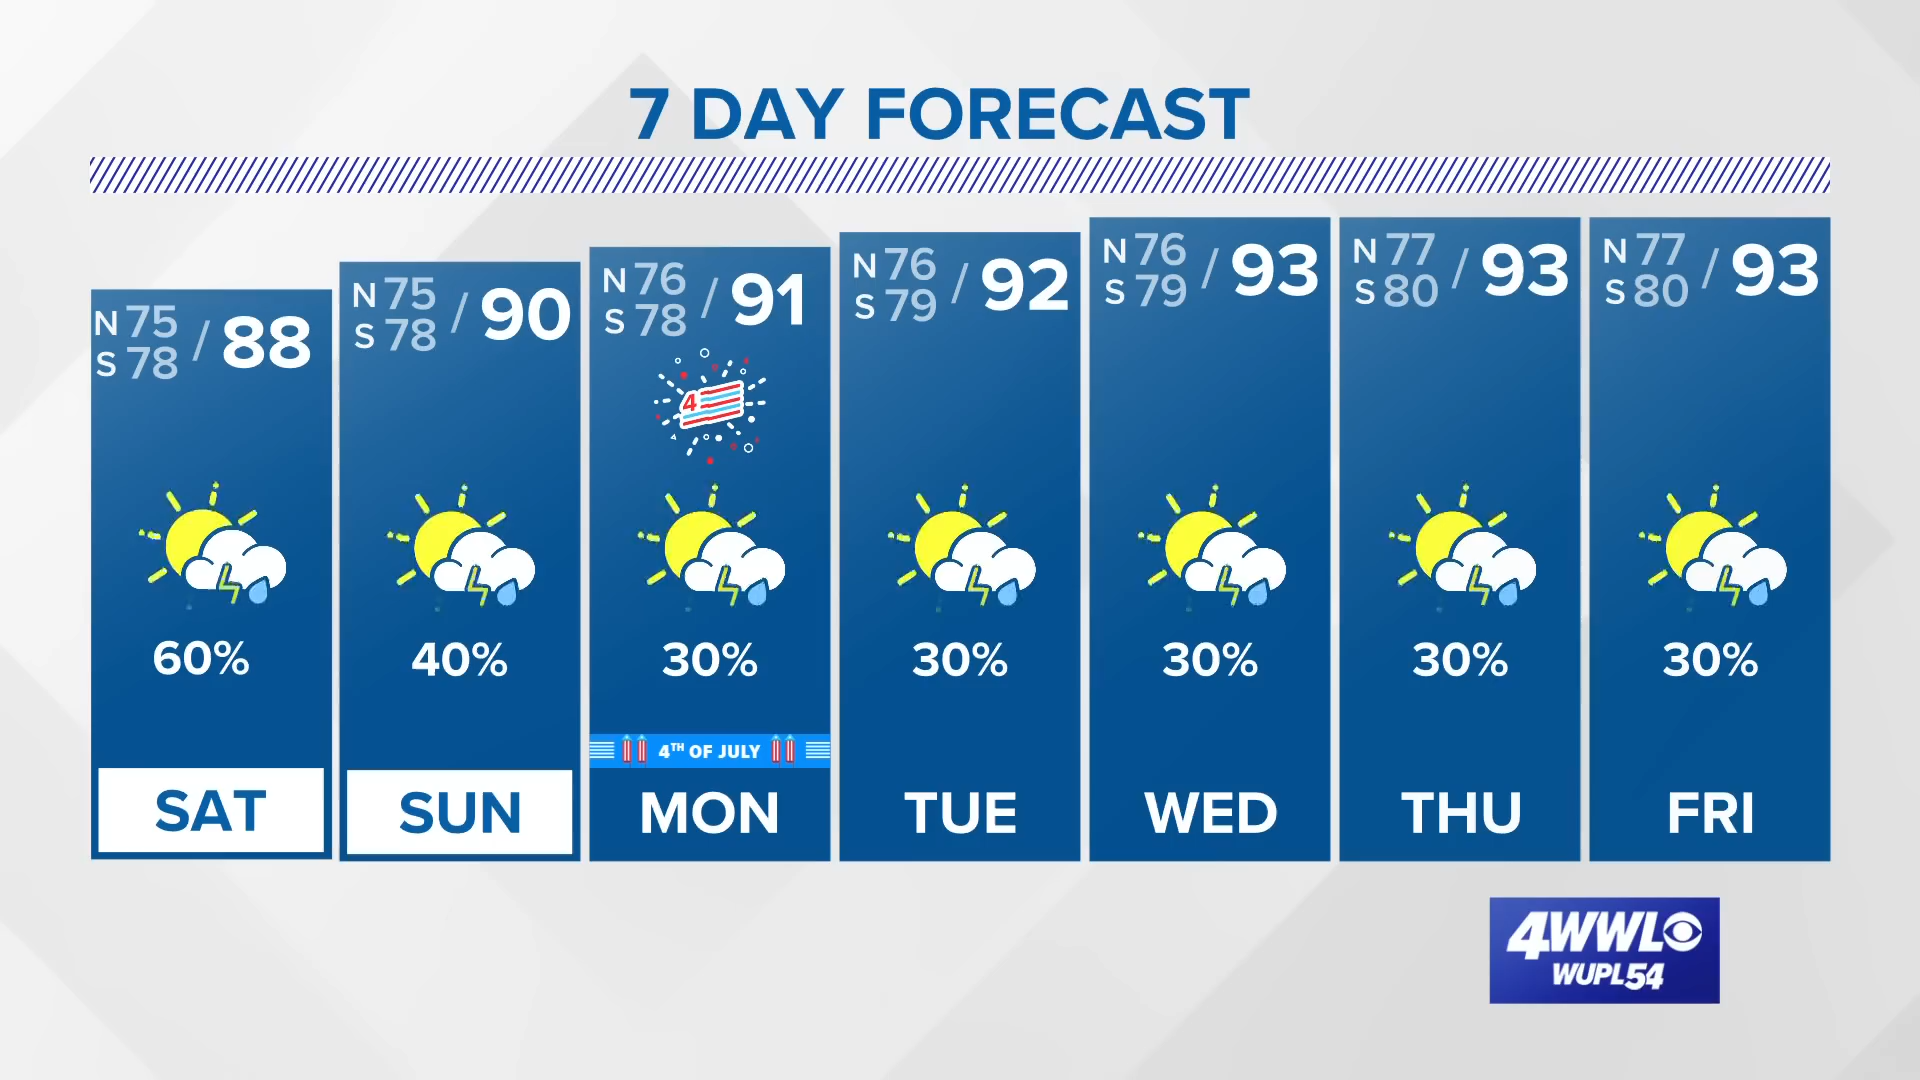 7 DAY FORECAST
N 75
S 78 / 88
60%
SAT
N 75
S 78 / 90
40%
SUN
N 76
S 78 / 91
4
30%
4TH OF JULY
MON
N 76
S 79 / 92
30%
TUE
N 76
S 79 / 93
30%
WED
N 77
S 80 / 93
30%
THU
N 77
S 80 / 93
30%
FRI
4WWL
WUPL54